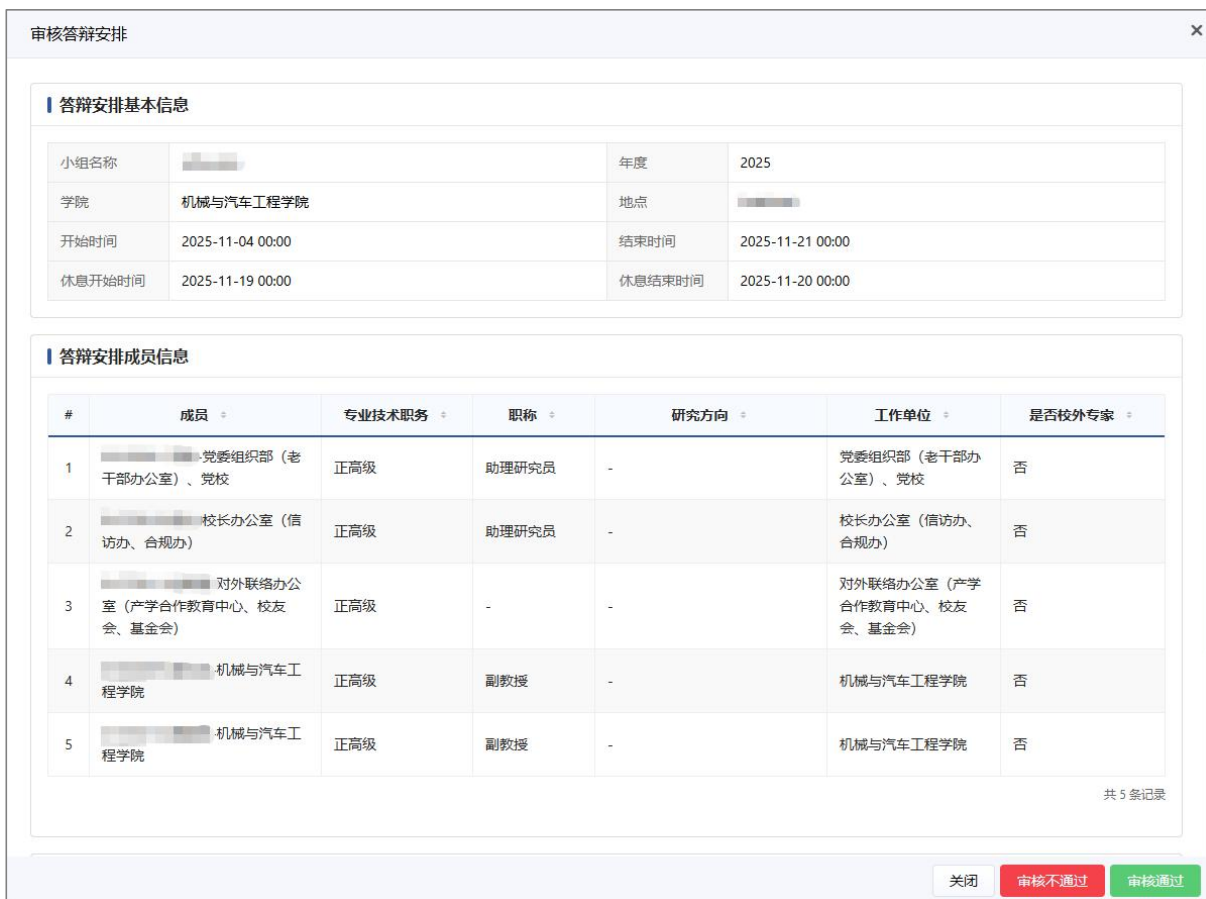 审核答辩安排
×
答辩安排基本信息
小组名称
年度 2025
学院 机械与汽车工程学院 地点
开始时间 2025-11-04 00:00 结束时间 2025-11-21 00:00
休息开始时间 2025-11-19 00:00 休息结束时间 2025-11-20 00:00
答辩安排成员信息
# 成员 专业技术职务 职称 研究方向 工作单位 是否校外专家
党委组织部（老 党委组织部（老干部办
1 正高级 助理研究员 - 否
干部办公室）、党校 公室）、党校
校长办公室（信 校长办公室（信访办、
2 正高级 助理研究员 - 否
访办、合规办） 合规办）
对外联络办公 对外联络办公室（产学
3 室（产学合作教育中心、校友 正高级 - - 合作教育中心、校友 否
会、基金会） 会、基金会）
机械与汽车工
4 正高级 副教授 - 机械与汽车工程学院 否
程学院
机械与汽车工
5 正高级 副教授 - 机械与汽车工程学院 否
程学院
共 5 条记录
关闭 审核不通过 审核通过